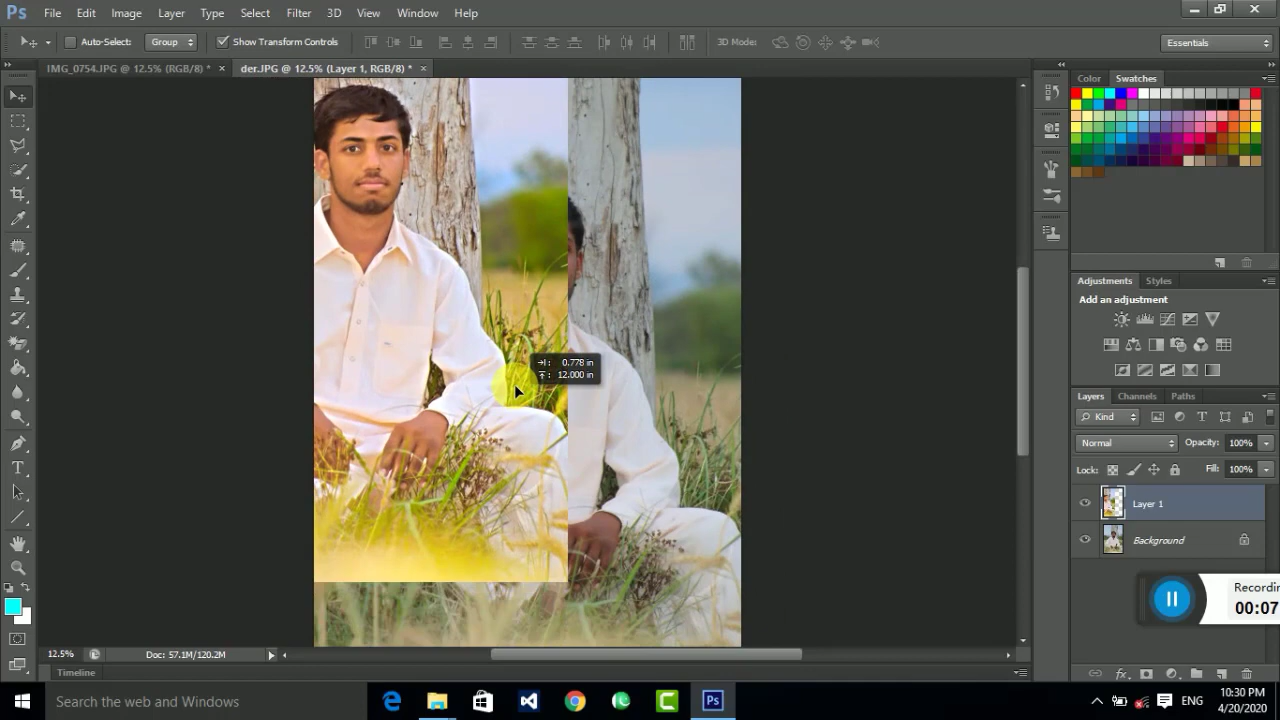 Ps File Edit Image Layer Type Select Filter 3D View Window Help
Auto-Select: Group Show Transform Controls 3D Mode: Essentials
IMG_0754.JPG @ 12.5% (RGB/8) * × der.JPG @ 12.5% (Layer 1, RGB/8) * ×
Color Swatches
Adjustments Styles
Add an adjustment
0.778 in
12.000 in
Layers Channels Paths
Kind
Normal Opacity: 100%
Lock: Fill: 100%
Layer 1
Background
Recording
00:07
12.5% Doc: 57.1M/120.2M
Timeline
Search the web and Windows
Ps
ENG
10:30 PM
4/20/2020